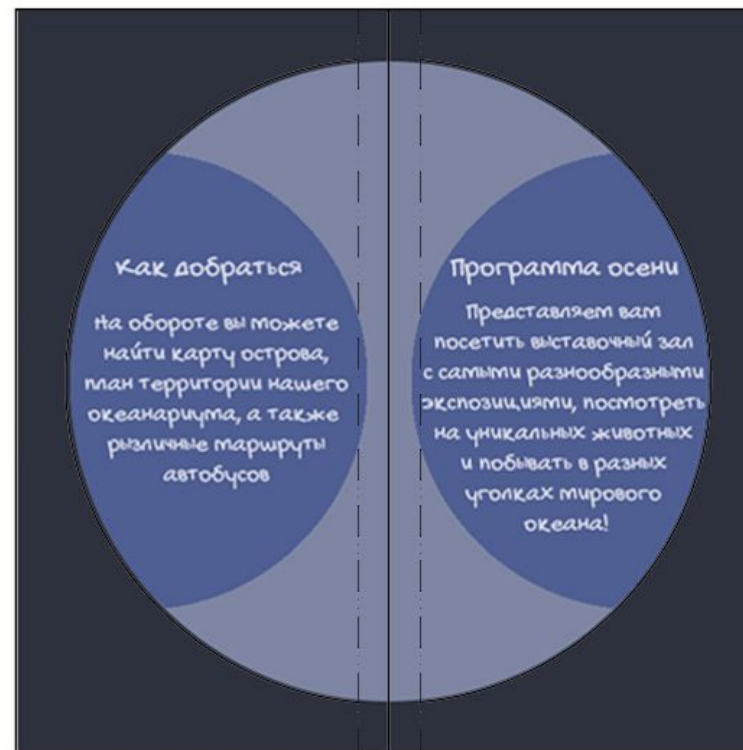 Как добраться
На обороте вы можете
найти карту острова,
план территории нашего
океанариума, а также
рызличные маршруты
автобусов
Программа осени
Представляем вам
посетить выставочный зал
с самыми разнообразными
экспозициями, посмотреть
на уникальных животных
и побывать в разных
уголках мирового
океана!